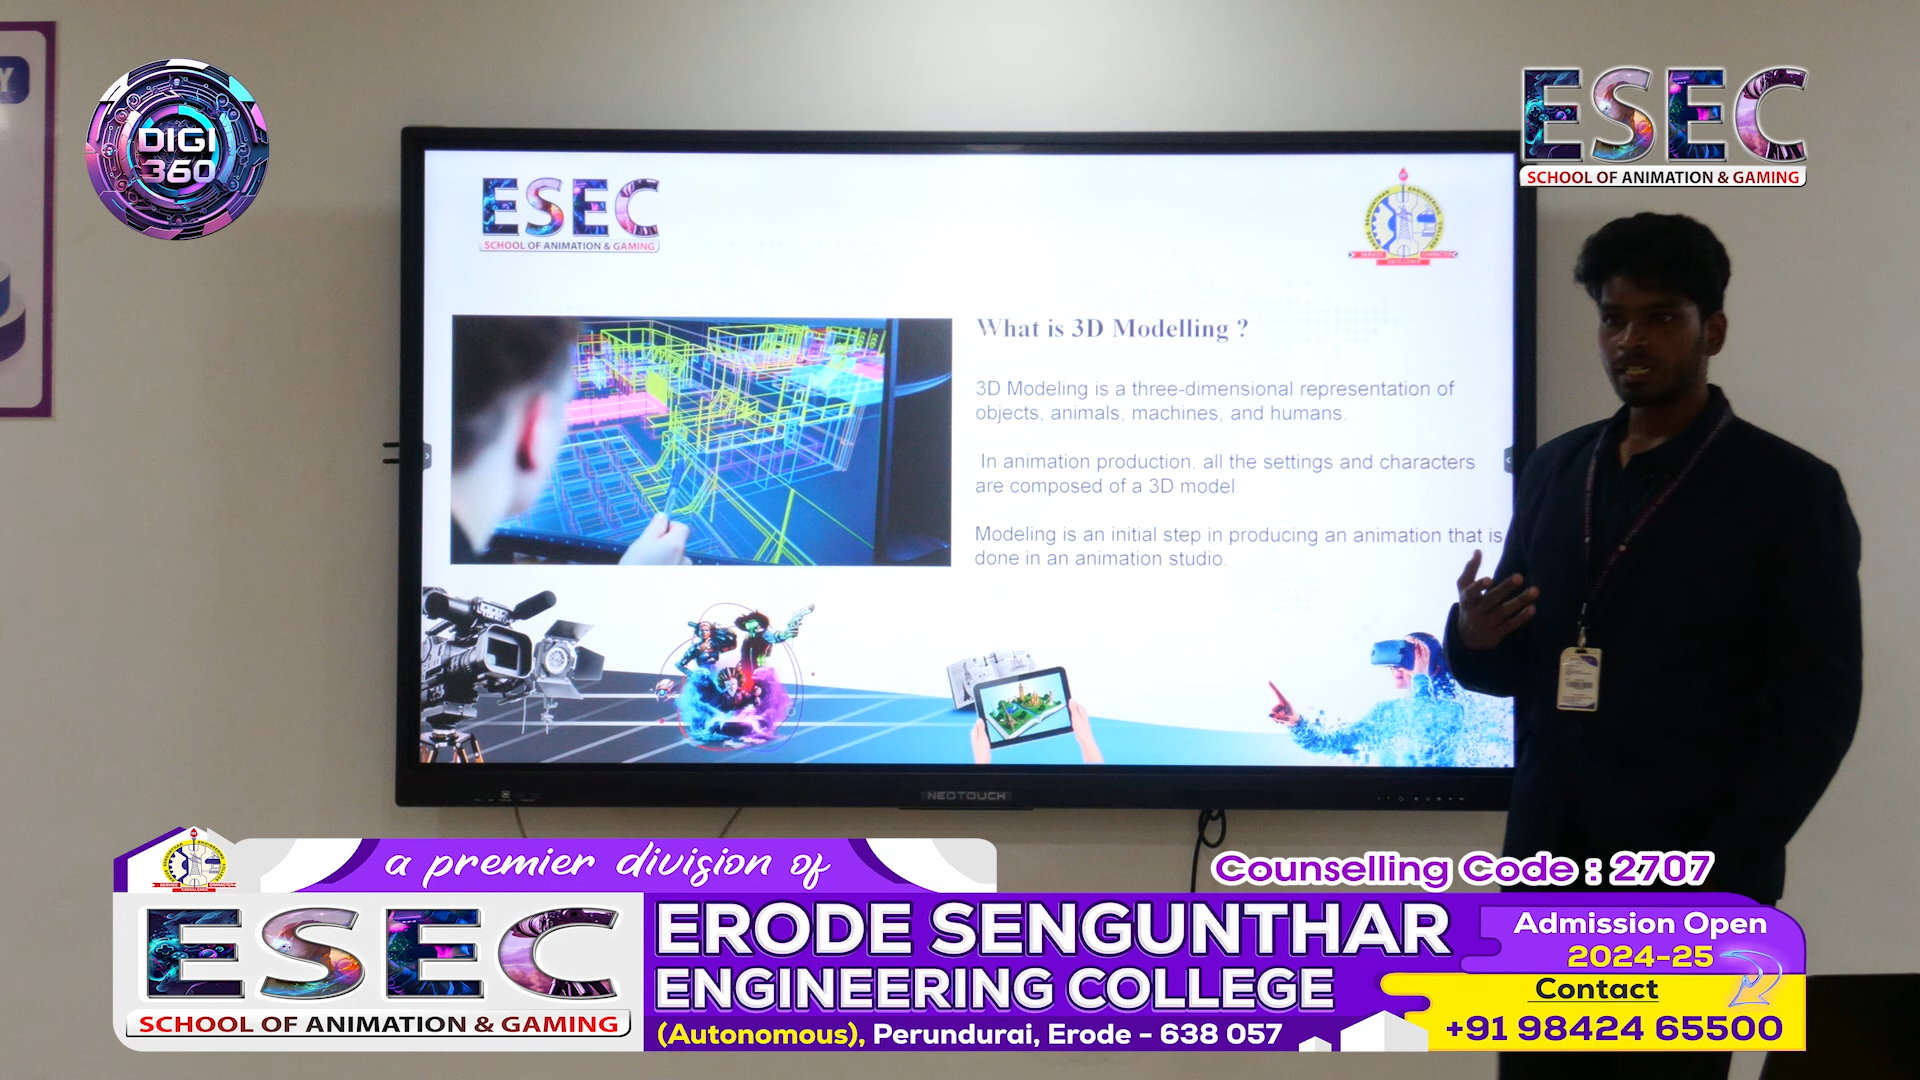 Y
DIGI
360
ESEC
SCHOOL OF ANIMATION & GAMING
ESEC
SCHOOL OF ANIMATION & GAMING
What is 3D Modelling ?
3D Modeling is a three-dimensional representation of
objects, animals, machines, and humans.
In animation production, all the settings and characters
are composed of a 3D model.
Modeling is an initial step in producing an animation that is
done in an animation studio.
NEOTOUCH
a premier division of
ESEC
SCHOOL OF ANIMATION & GAMING
Counselling Code : 2707
ERODE SENGUNTHAR
ENGINEERING COLLEGE
(Autonomous), Perundurai, Erode - 638 057
Admission Open
2024-25
Contact
+91 98424 65500